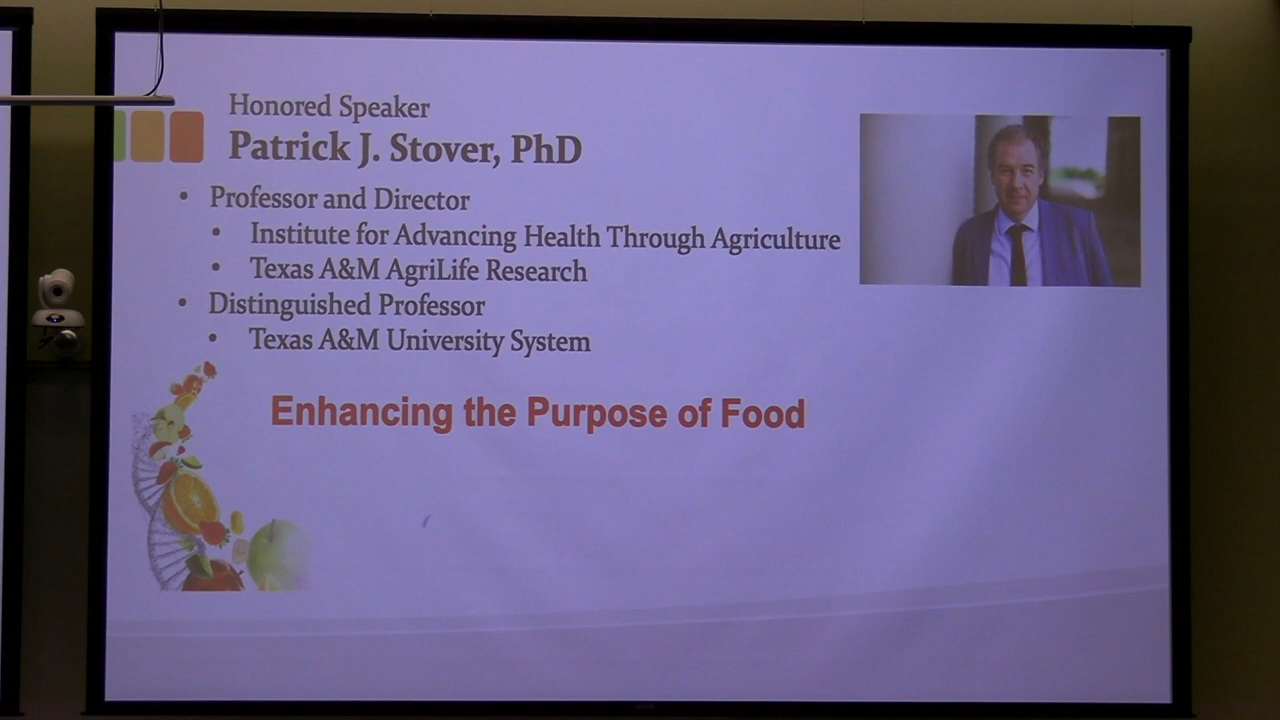 Honored Speaker
Patrick J. Stover, PhD
• Professor and Director
• Institute for Advancing Health Through Agriculture
• Texas A&M AgriLife Research
• Distinguished Professor
• Texas A&M University System
Enhancing the Purpose of Food